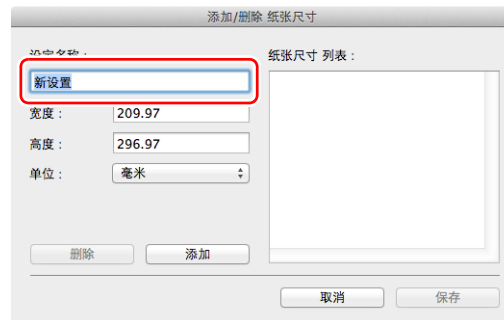 添加/删除 纸张尺寸
设定名称：
纸张尺寸 列表：
新设置
宽度：
209.97
高度：
296.97
单位：
毫米
删除
添加
取消
保存